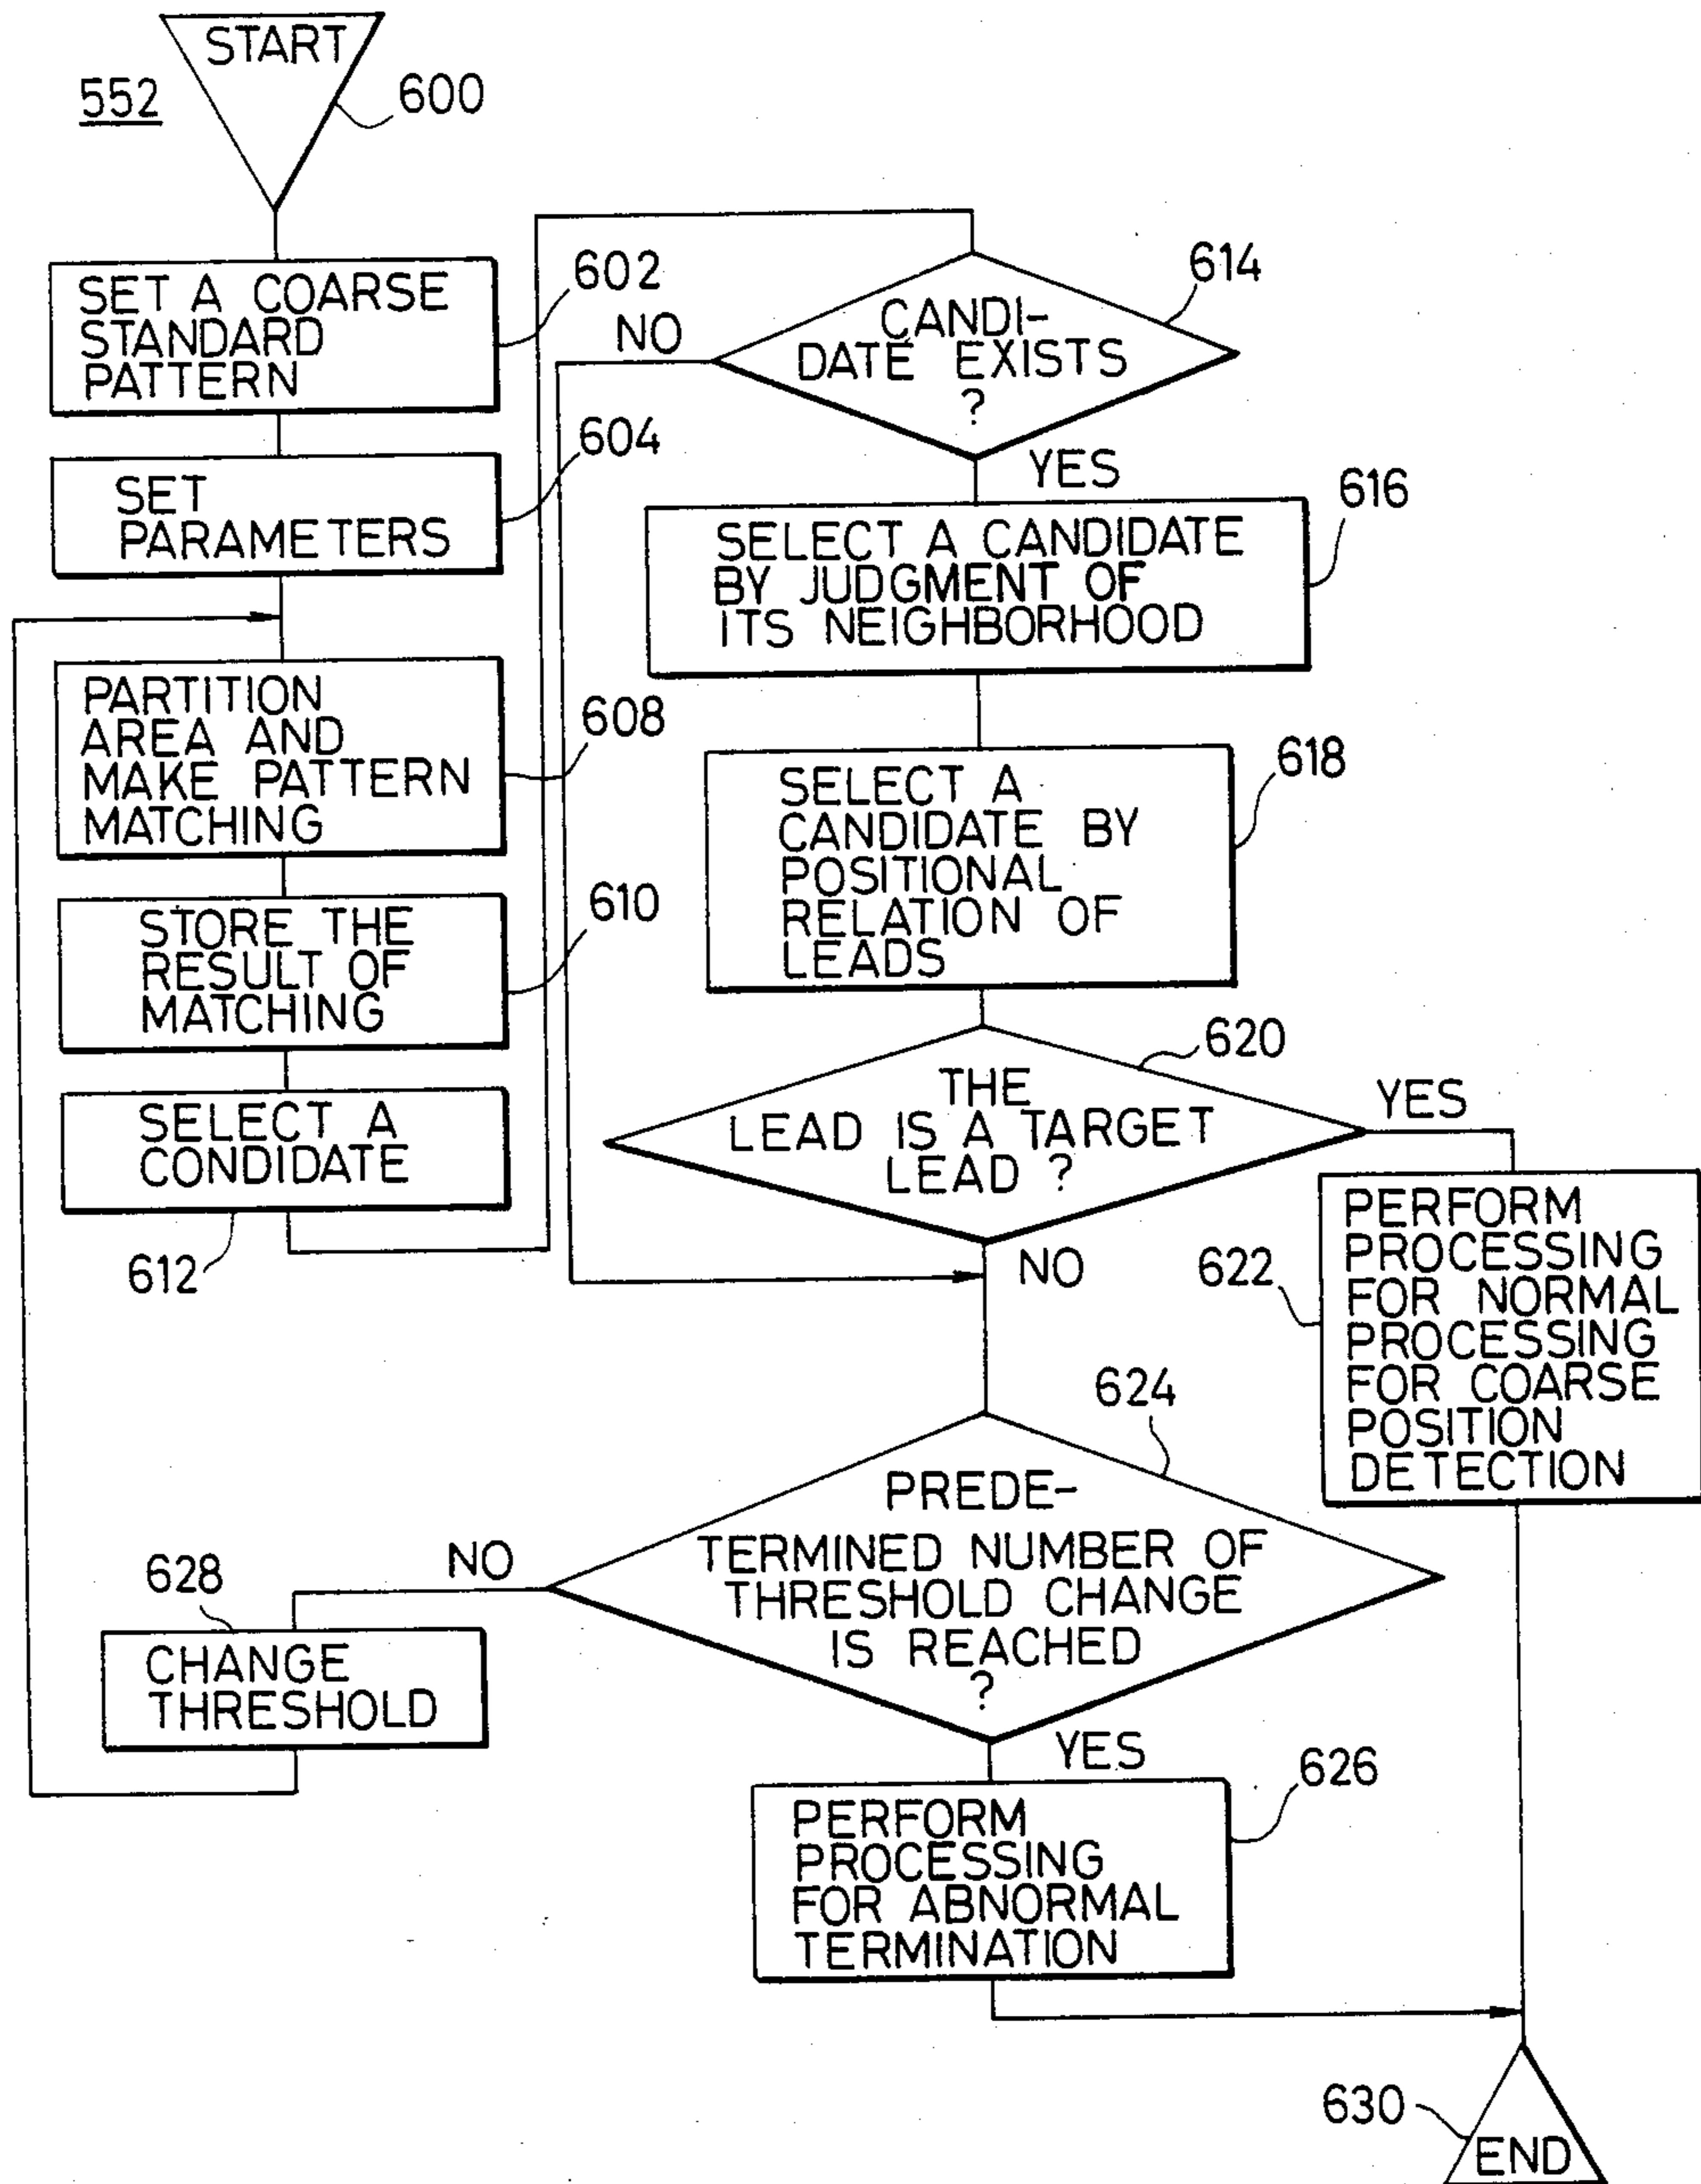 START
552
600
SET A COARSE
STANDARD
PATTERN
602
SET
PARAMETERS
604
PARTITION
AREA AND
MAKE PATTERN
MATCHING
608
STORE THE
RESULT OF
MATCHING
610
SELECT A
CONDIDATE
612
614
CANDI-
DATE EXISTS
?
NO
YES
616
SELECT A CANDIDATE
BY JUDGMENT OF
ITS NEIGHBORHOOD
618
SELECT A
CANDIDATE BY
POSITIONAL
RELATION OF
LEADS
620
THE
LEAD IS A TARGET
LEAD ?
YES
NO
622
PERFORM
PROCESSING
FOR NORMAL
PROCESSING
FOR COARSE
POSITION
DETECTION
624
PREDE-
TERMINED NUMBER OF
THRESHOLD CHANGE
IS REACHED
?
NO
YES
628
CHANGE
THRESHOLD
626
PERFORM
PROCESSING
FOR ABNORMAL
TERMINATION
630
END